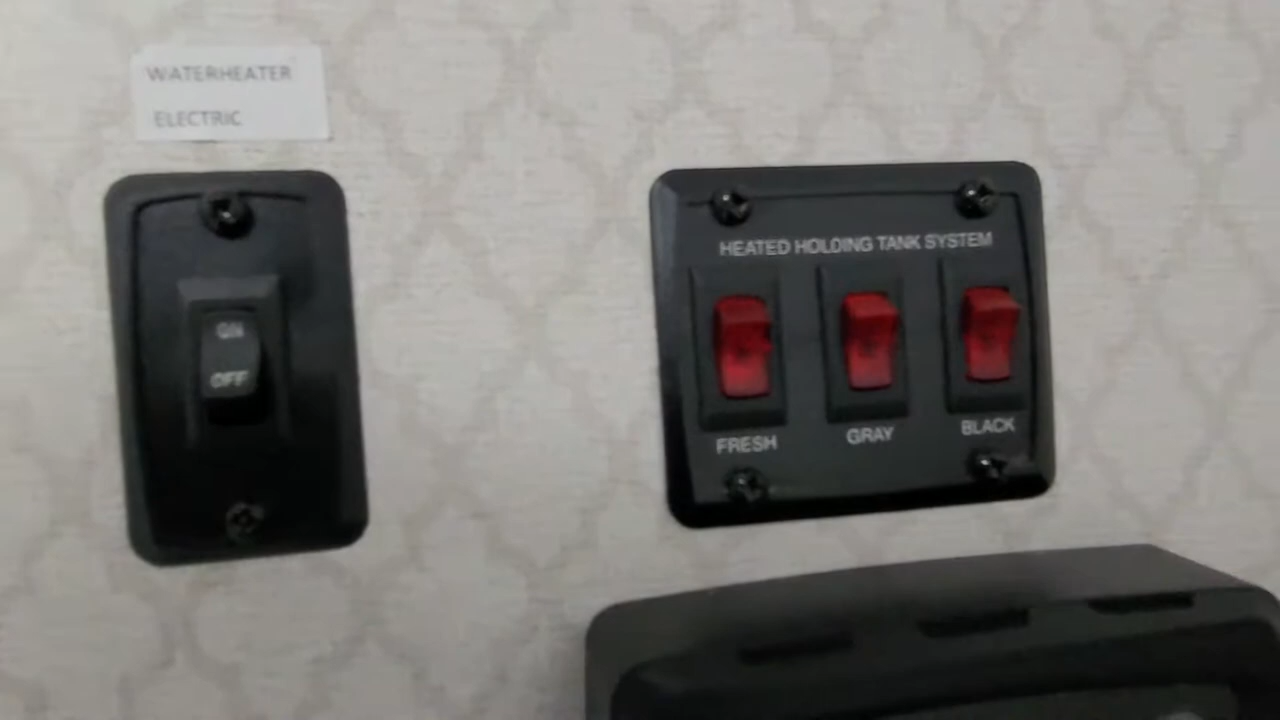 WATERHEATER
ELECTRIC
ON
OFF
HEATED HOLDING TANK SYSTEM
FRESH
GRAY
BLACK